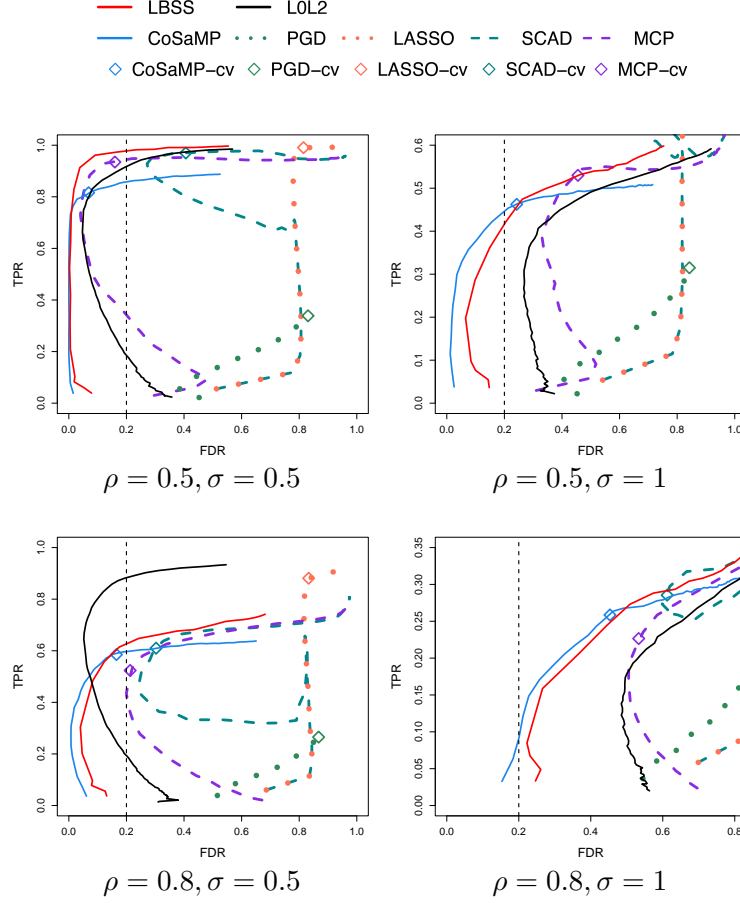 LBSS L0L2
CoSaMP PGD LASSO SCAD MCP
CoSaMP−cv PGD−cv LASSO−cv SCAD−cv MCP−cv
TPR
0.0 0.2 0.4 0.6 0.8 1.0
0.0 0.2 0.4 0.6 0.8 1.0
FDR
ρ = 0.5, σ = 0.5
TPR
0.0 0.1 0.2 0.3 0.4 0.5 0.6
0.0 0.2 0.4 0.6 0.8 1.0
FDR
ρ = 0.5, σ = 1
TPR
0.0 0.2 0.4 0.6 0.8 1.0
0.0 0.2 0.4 0.6 0.8 1.0
FDR
ρ = 0.8, σ = 0.5
TPR
0.00 0.05 0.10 0.15 0.20 0.25 0.30 0.35
0.0 0.2 0.4 0.6 0.8
FDR
ρ = 0.8, σ = 1